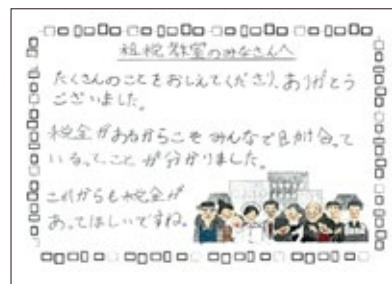 租税教室のみなさんへ
たくさんのことをおしえてくださり、ありがとう
ございました。
税金があるからこそみんなで助け合って
いるってことが分かりました。
これからも税金が
あってほしいですね。